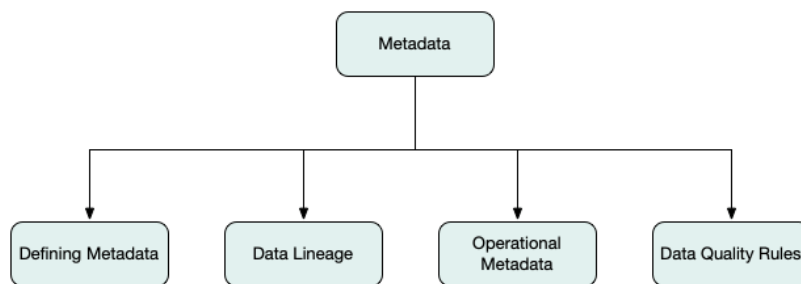 Metadata
Defining Metadata
Data Lineage
Operational
Metadata
Data Quality Rules